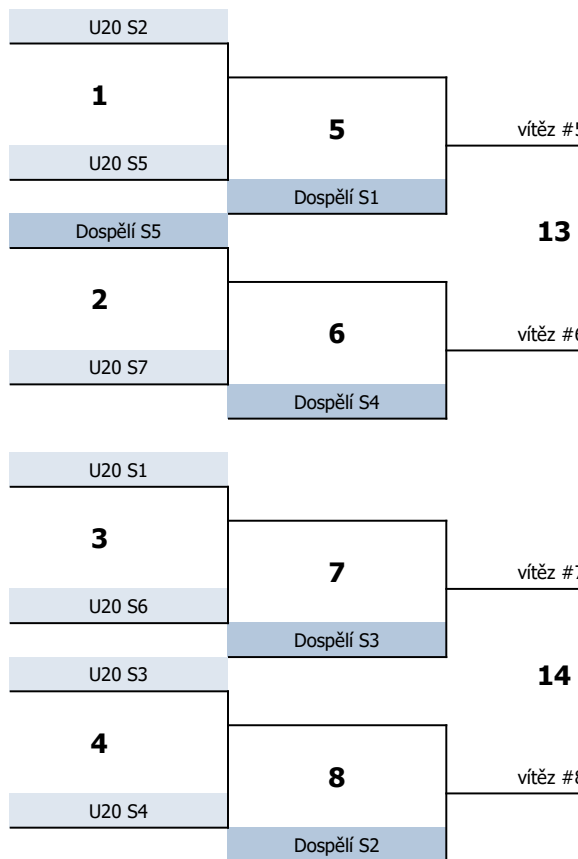 U20 S2
1
U20 S5
5
vítěz #5
Dospělí S1
Dospělí S5
13
2
U20 S7
6
vítěz #6
Dospělí S4
U20 S1
3
U20 S6
7
vítěz #7
Dospělí S3
U20 S3
14
4
U20 S4
8
vítěz #8
Dospělí S2